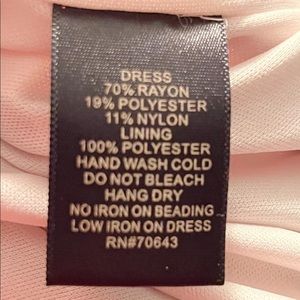 DRESS
70% RAYON
19% POLYESTER
11% NYLON
LINING
100% POLYESTER
HAND WASH COLD
DO NOT BLEACH
HANG DRY
NO IRON ON BEADING
LOW IRON ON DRESS
RN#70643